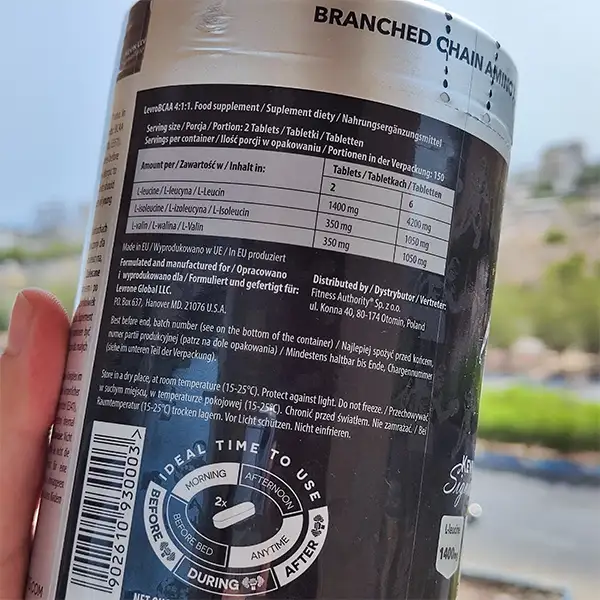 BRANCHED CHAIN AMINO
LevroBCAA 4:1:1. Food supplement / Suplement diety / Nahrungsergänzungsmittel
Serving size / Porcja / Portion: 2 Tablets / Tabletki / Tabletten
Servings per container / Ilość porcji w opakowaniu / Portionen in der Verpackung: 150
Amount per / Zawartość w / Inhalt in: Tablets / Tabletkach / Tabletten
2 6
L-leucine / L-leucyna / L-Leucin 1400 mg 4200 mg
L-isoleucine / L-izoleucyna / L-Isoleucin 350 mg 1050 mg
L-valin / L-walina / L-Valin 350 mg 1050 mg
Made in EU / Wyprodukowano w UE / In EU produziert
Formulated and manufactured for / Opracowano
i wyprodukowano dla / Formuliert und gefertigt für:
Levrone Global LLC.
P.O. Box 637, Hanover MD. 21076 U.S.A.
Distributed by / Dystrybutor / Vertreter:
Fitness Authority® Sp. z o.o.
ul. Konna 40, 80-174 Otomin, Poland
Best before end, batch number (see on the bottom of the container) / Najlepiej spożyć przed końcem,
numer partii produkcyjnej (patrz na dole opakowania) / Mindestens haltbar bis Ende, Chargennummer
(siehe im unteren Teil der Verpackung).
Store in a dry place, at room temperature (15-25°C). Protect against light. Do not freeze. / Przechowywać
w suchym miejscu, w temperaturze pokojowej (15-25°C). Chronić przed światłem. Nie zamrażać. / Bei
Raumtemperatur (15-25°C) trocken lagern. Vor Licht schützen. Nicht einfrieren.
IDEAL TIME TO USE
MORNING
AFTERNOON
2x
BEFORE BED
ANYTIME
BEFORE
DURING
AFTER
5902610193000
L-leucine
1400mg